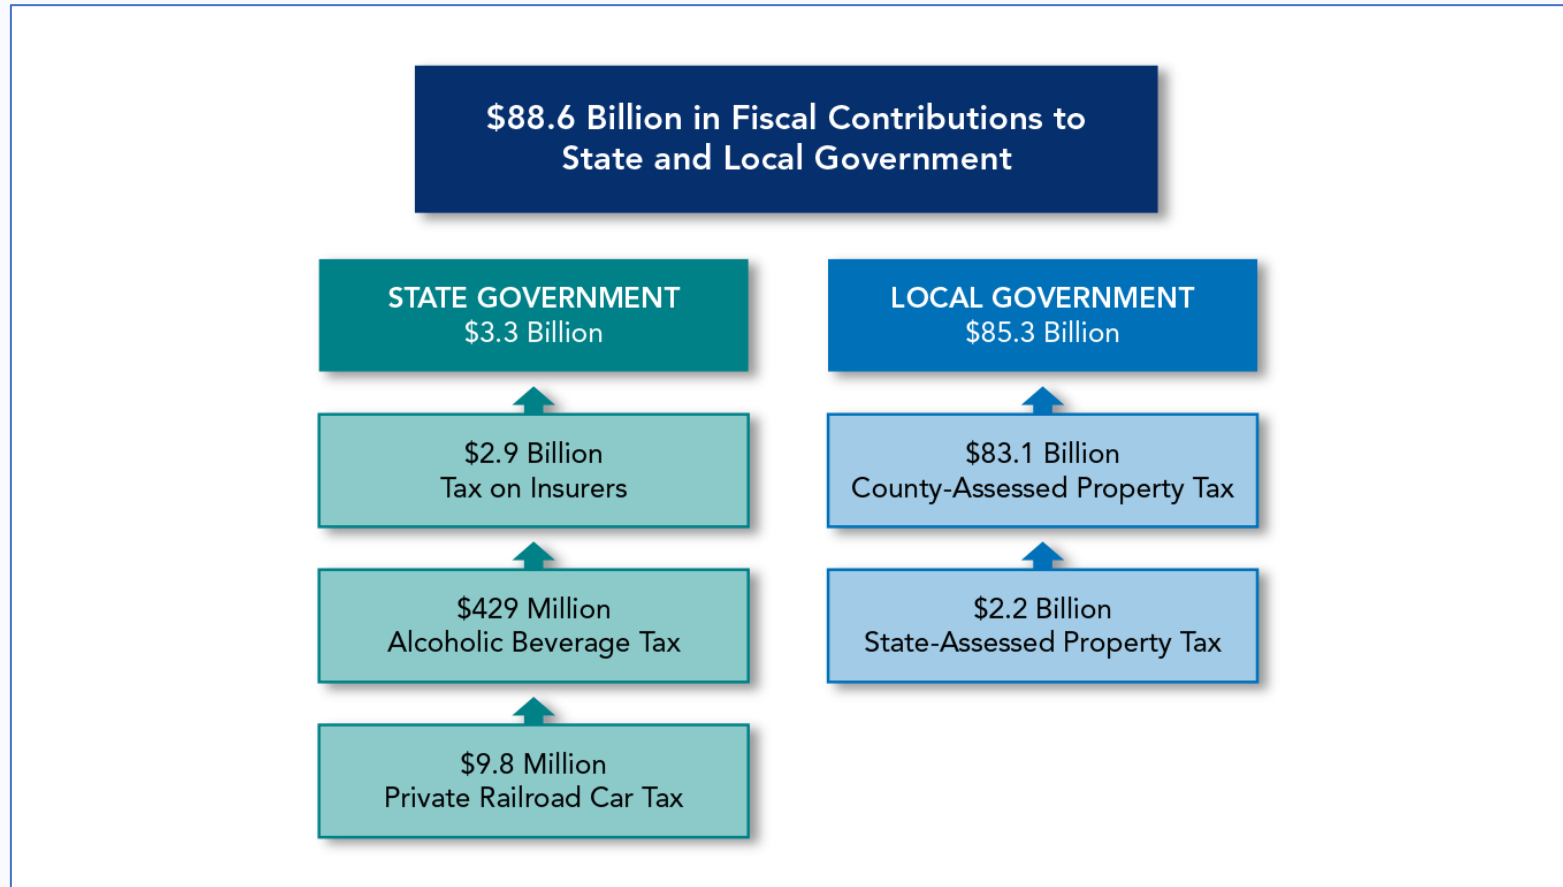 $88.6 Billion in Fiscal Contributions to
State and Local Government
STATE GOVERNMENT
$3.3 Billion
$2.9 Billion
Tax on Insurers
$429 Million
Alcoholic Beverage Tax
$9.8 Million
Private Railroad Car Tax
LOCAL GOVERNMENT
$85.3 Billion
$83.1 Billion
County-Assessed Property Tax
$2.2 Billion
State-Assessed Property Tax